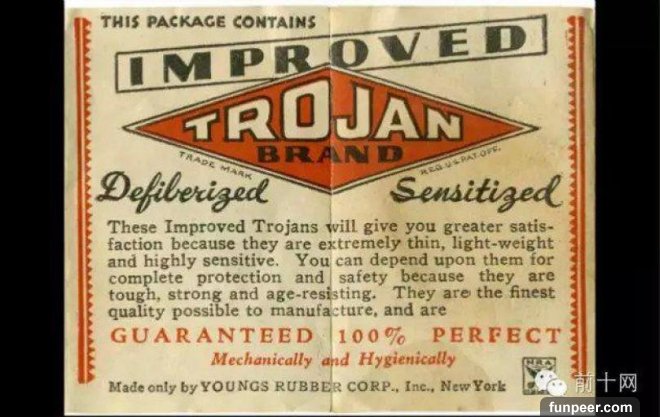 THIS PACKAGE CONTAINS
IMPROVED
TROJAN
BRAND
TRADE MARK
REG. U.S. PAT. OFF.
Defiberized
Sensitized
These Improved Trojans will give you greater satis-
faction because they are extremely thin, light-weight
and highly sensitive. You can depend upon them for
complete protection and safety because they are
tough, strong and age-resisting. They are the finest
quality possible to manufacture, and are
GUARANTEED 100% PERFECT
Mechanically and Hygienically
Made only by YOUNGS RUBBER CORP., Inc., New York
NRA
前十网
funpeer.com